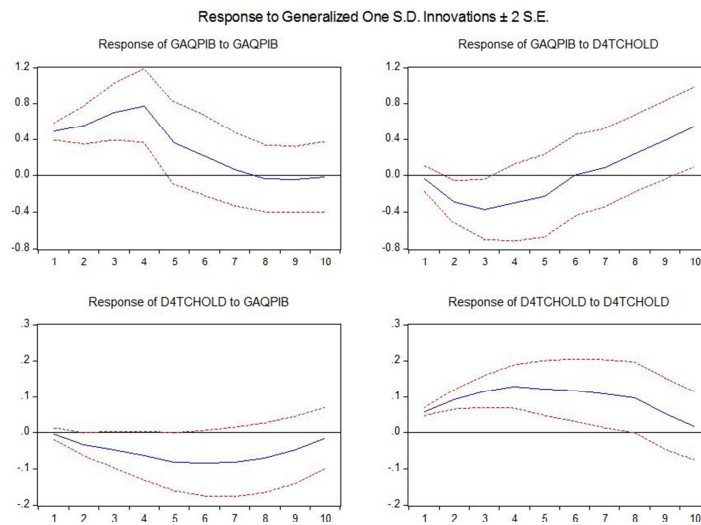 Response to Generalized One S.D. Innovations ± 2 S.E.
Response of GAQPIB to GAQPIB
1.2
0.8
0.4
0.0
-0.4
-0.8
1 2 3 4 5 6 7 8 9 10
Response of GAQPIB to D4TCHOLD
1.2
0.8
0.4
0.0
-0.4
-0.8
1 2 3 4 5 6 7 8 9 10
Response of D4TCHOLD to GAQPIB
.3
.2
.1
.0
-.1
-.2
1 2 3 4 5 6 7 8 9 10
Response of D4TCHOLD to D4TCHOLD
.3
.2
.1
.0
-.1
-.2
1 2 3 4 5 6 7 8 9 10